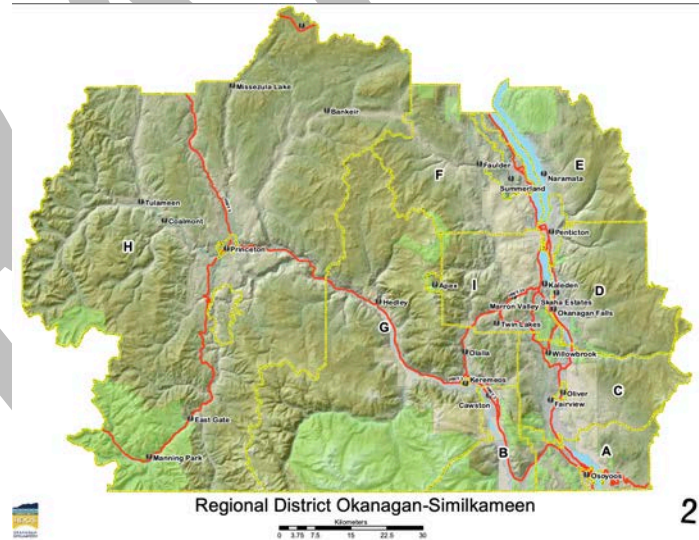 Missezula Lake
Bankeir
F
Faulder
E
Naramata
Summerland
Tulameen
Coalmont
H
Princeton
Penticton
Apex
I
Kaleden
D
Hedley
Marron Valley
Skaha Estates
Okanagan Falls
G
Twin Lakes
Olalla
Willowbrook
Keremeos
C
Oliver
Cawston
Fairview
East Gate
B
A
Manning Park
Osoyoos
Regional District Okanagan-Similkameen
2
Kilometers
0 3.75 7.5 15 22.5 30
RDOS